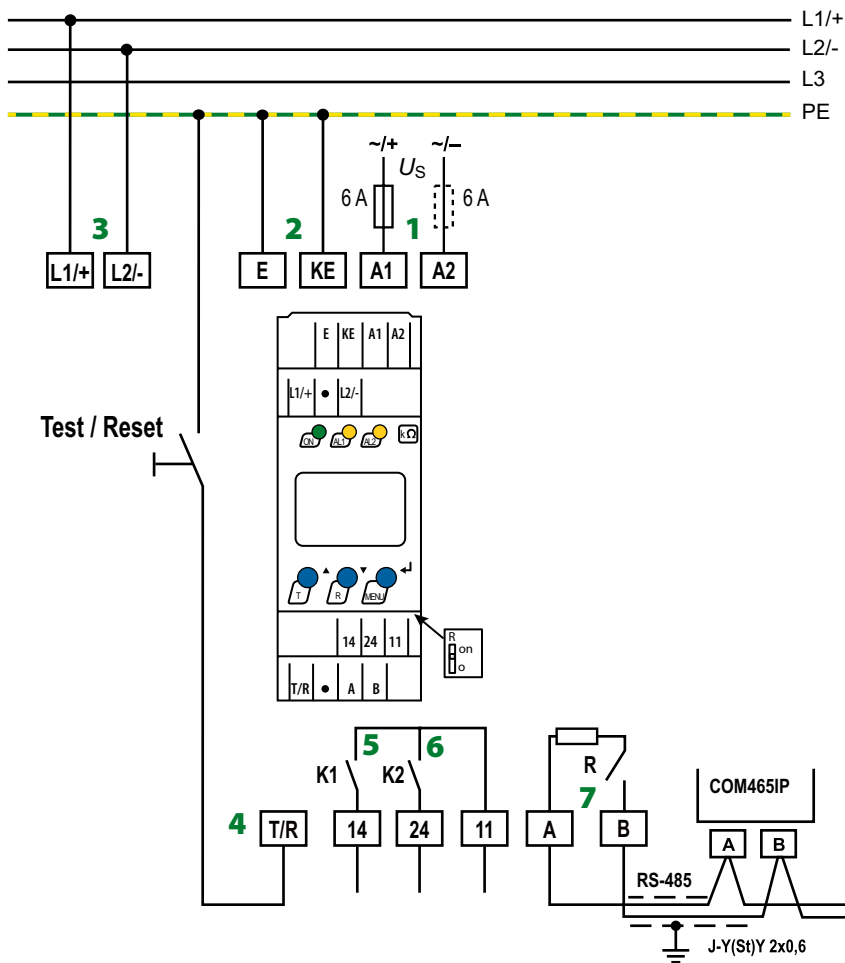 L1/+
L2/-
L3
PE
~/+ ~/–
US
6 A 6 A
3 2 1
L1/+ L2/- E KE A1 A2
E KE A1 A2
L1/+ • L2/-
Test / Reset
ON AL1 AL2 kΩ
T R MENU
R
on
o
14 24 11
T/R • A B
5 6
K1 K2 R
7
COM465IP
4 T/R 14 24 11 A B
A B
RS-485
J-Y(St)Y 2x0,6